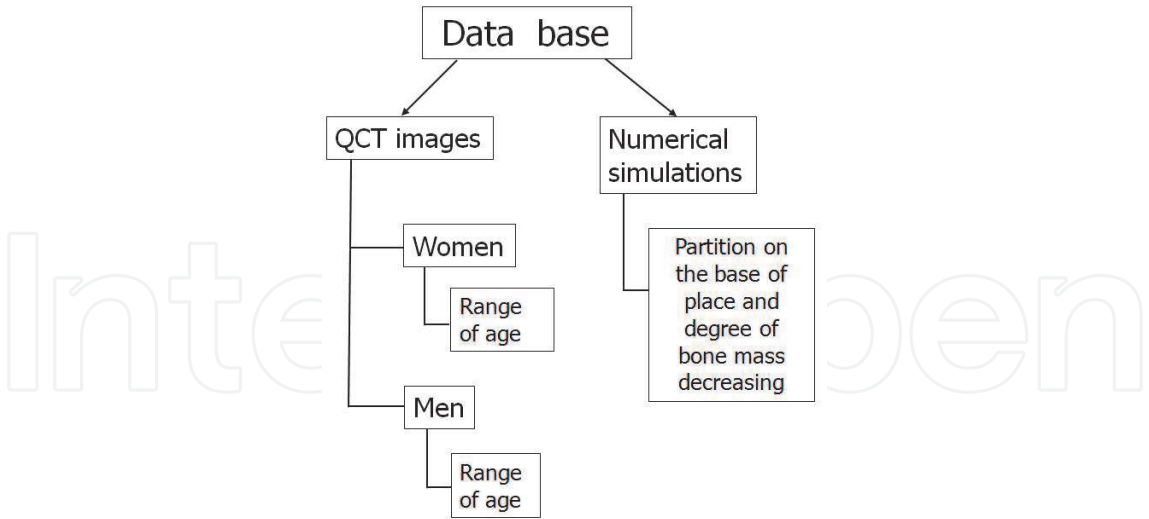 Data base
QCT images
Numerical
simulations
Women
Range
of age
Men
Range
of age
Partition on
the base of
place and
degree of
bone mass
decreasing